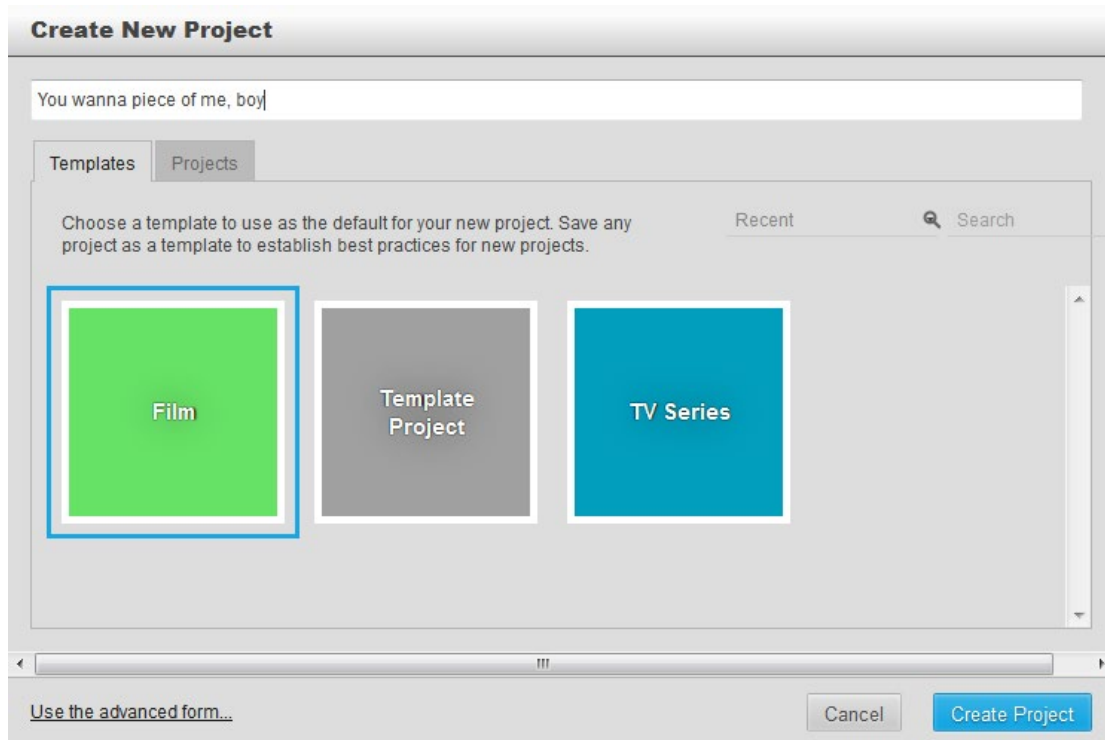 Create New Project
You wanna piece of me, boy
Templates
Projects
Choose a template to use as the default for your new project. Save any
project as a template to establish best practices for new projects.
Recent
Search
Film
Template
Project
TV Series
Use the advanced form...
Cancel
Create Project